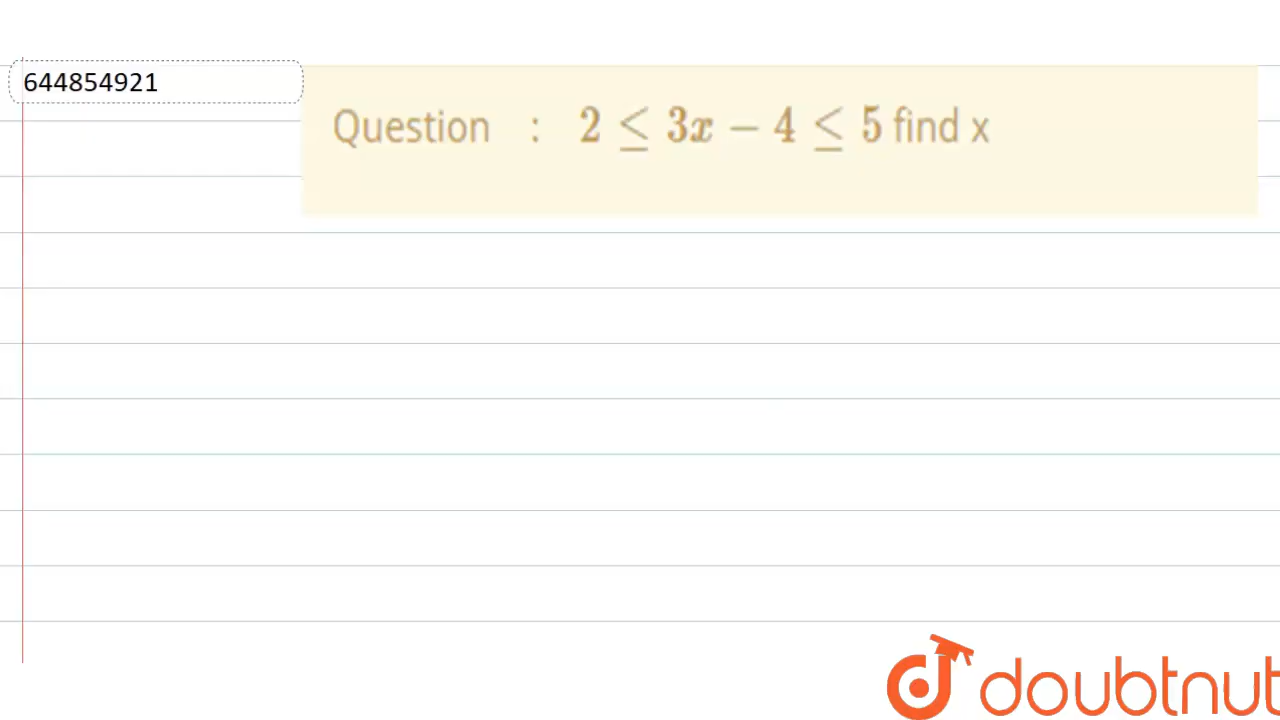 644854921
Question : 2 ≤ 3x − 4 ≤ 5 find x
doubtnut